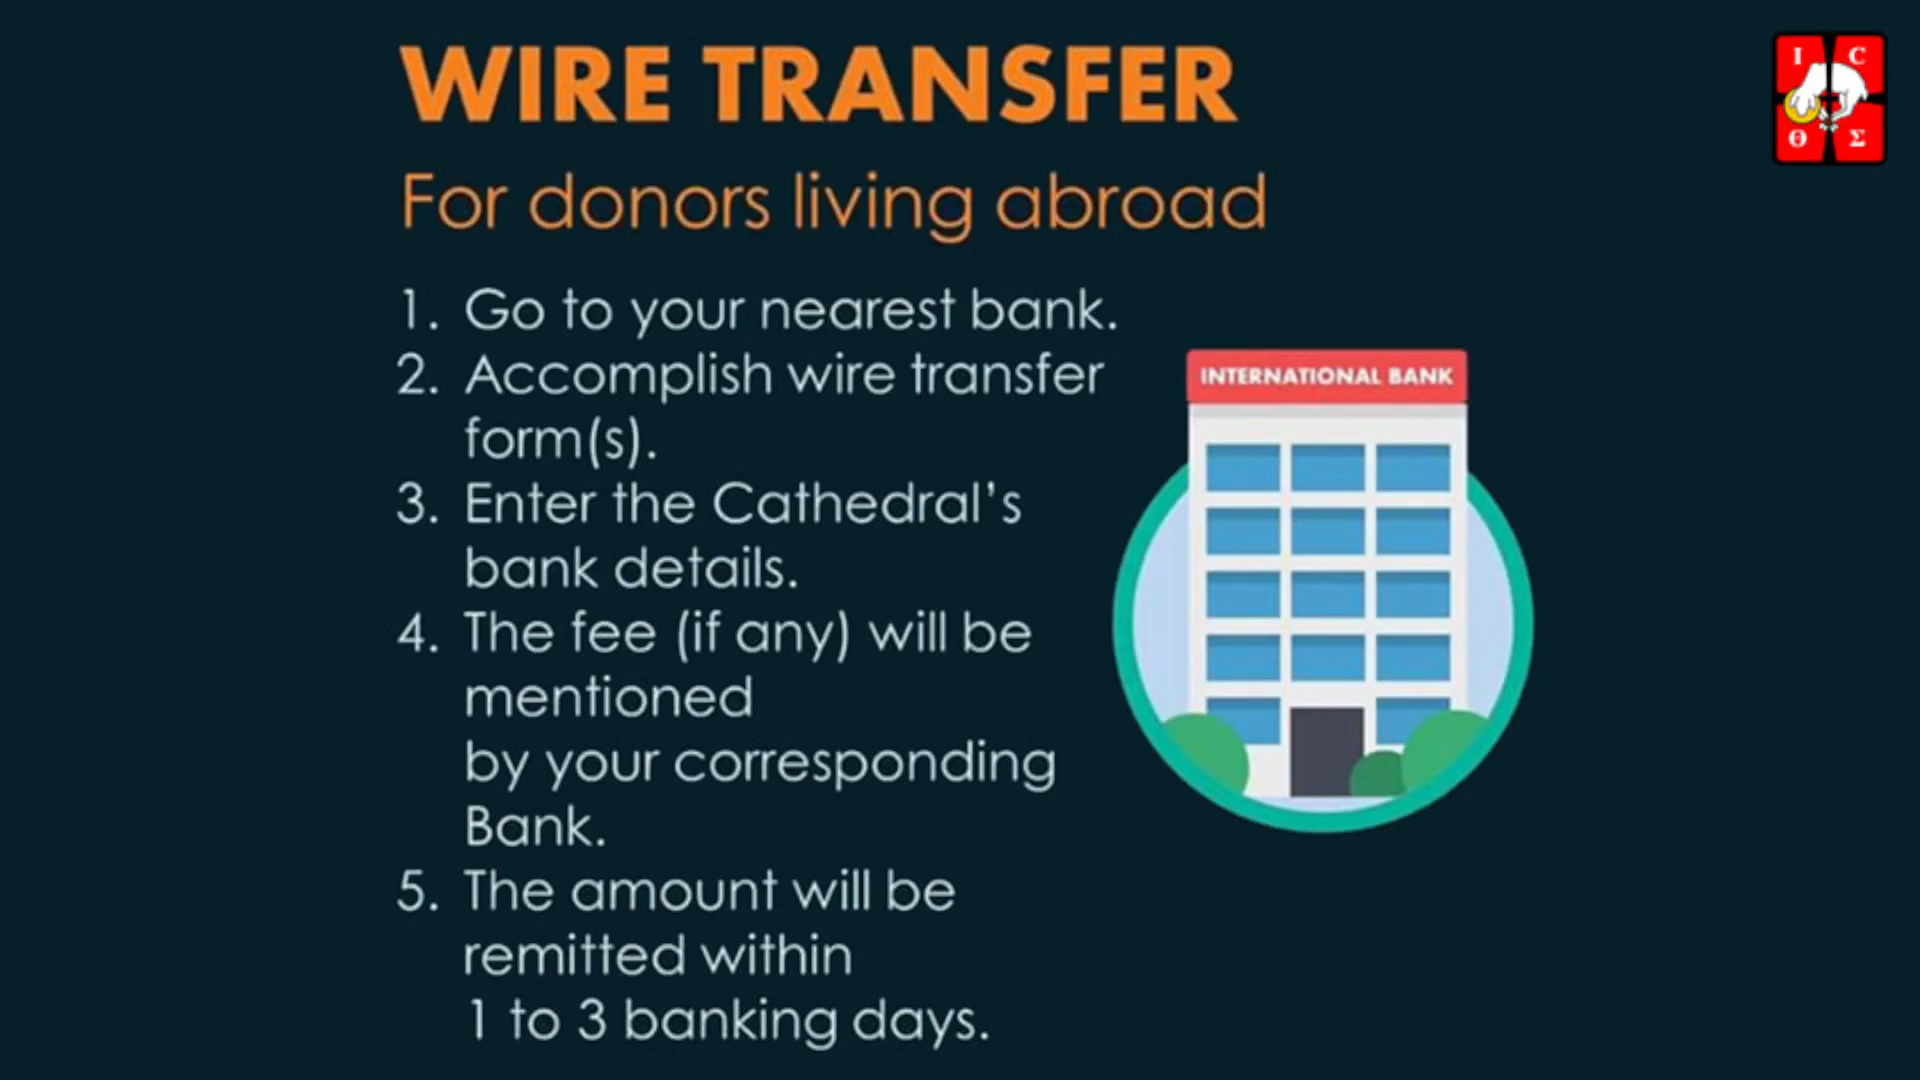 WIRE TRANSFER
For donors living abroad
1. Go to your nearest bank.
2. Accomplish wire transfer
form(s).
3. Enter the Cathedral's
bank details.
4. The fee (if any) will be
mentioned
by your corresponding
Bank.
5. The amount will be
remitted within
1 to 3 banking days.
INTERNATIONAL BANK
I C
Θ Σ